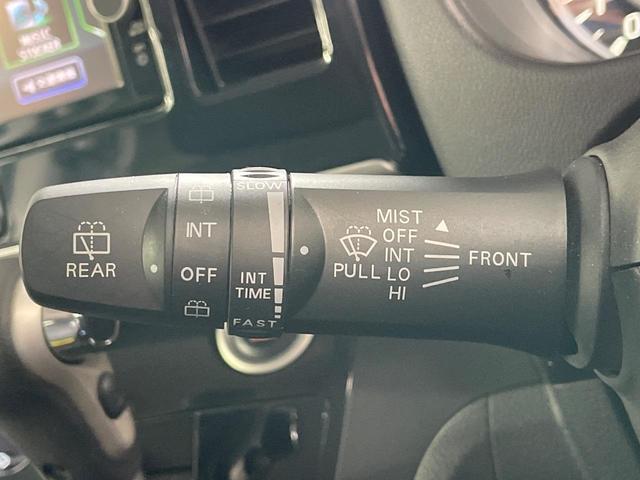 REAR
INT
OFF
SLOW
INT
TIME
FAST
PULL
MIST
OFF
INT
LO
HI
FRONT